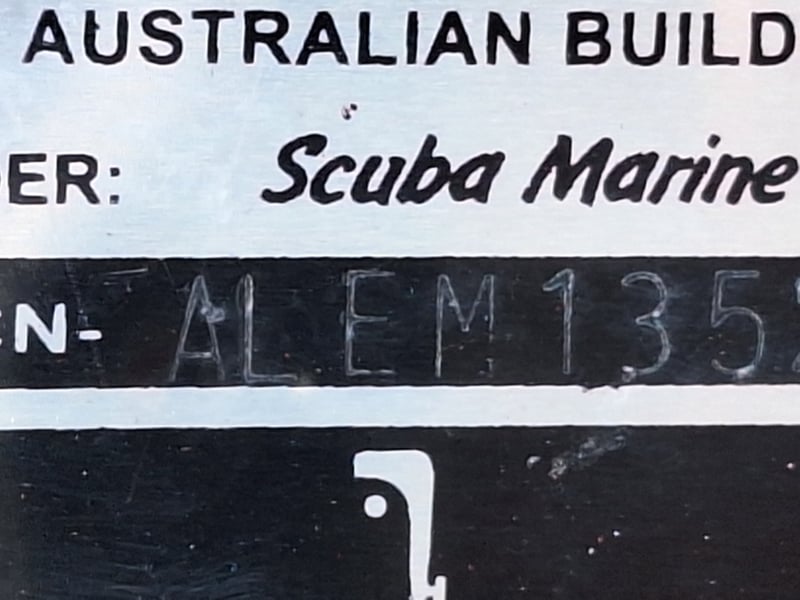 AUSTRALIAN BUILD
ER: Scuba Marine
N- ALEM135